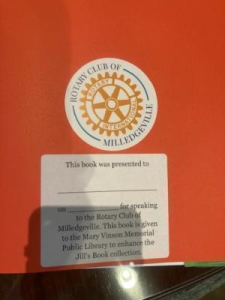 ROTARY CLUB OF
ROTARY
INTERNATIONAL
MILLEDGEVILLE
This book was presented to
on for speaking
to the Rotary Club of
Milledgeville. This book is given
to the Mary Vinson Memorial
Public Library to enhance the
Jill's Book collection.